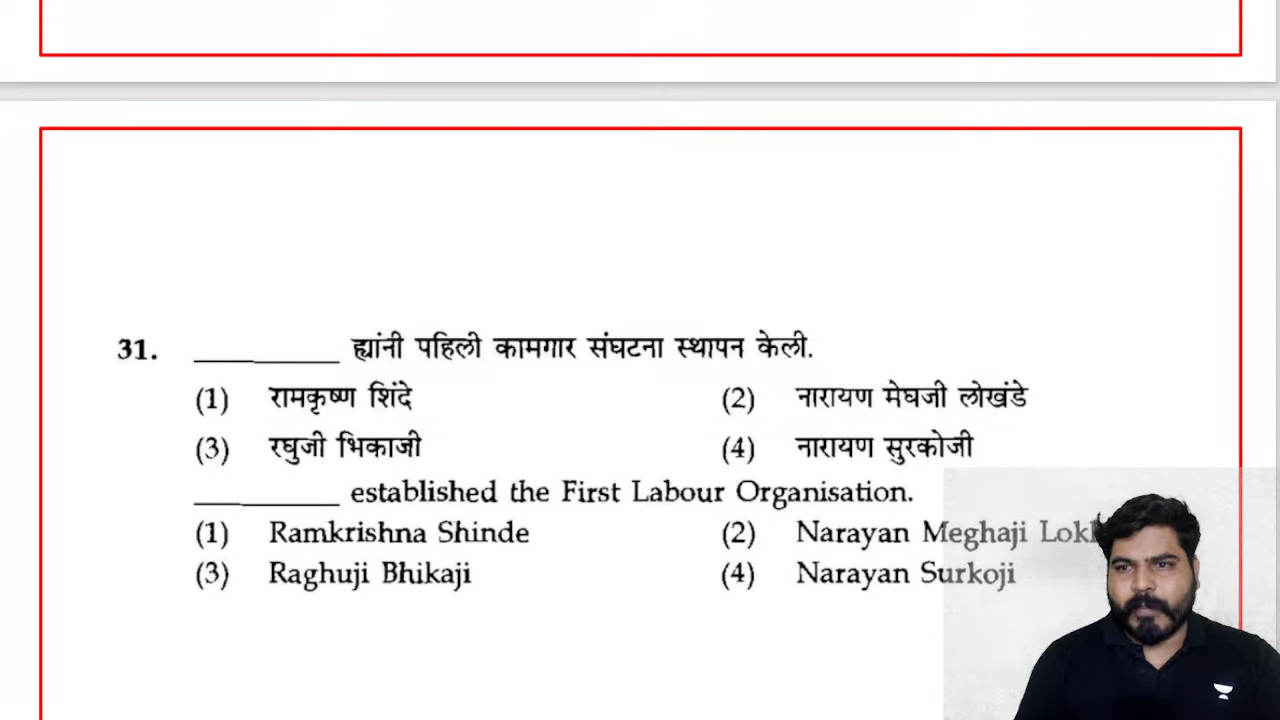 31. __________ ह्यांनी पहिली कामगार संघटना स्थापन केली.
(1) रामकृष्ण शिंदे (2) नारायण मेघजी लोखंडे
(3) रघुजी भिकाजी (4) नारायण सुरकोजी
__________ established the First Labour Organisation.
(1) Ramkrishna Shinde (2) Narayan Meghaji
(3) Raghuji Bhikaji (4) Narayan Surkoji